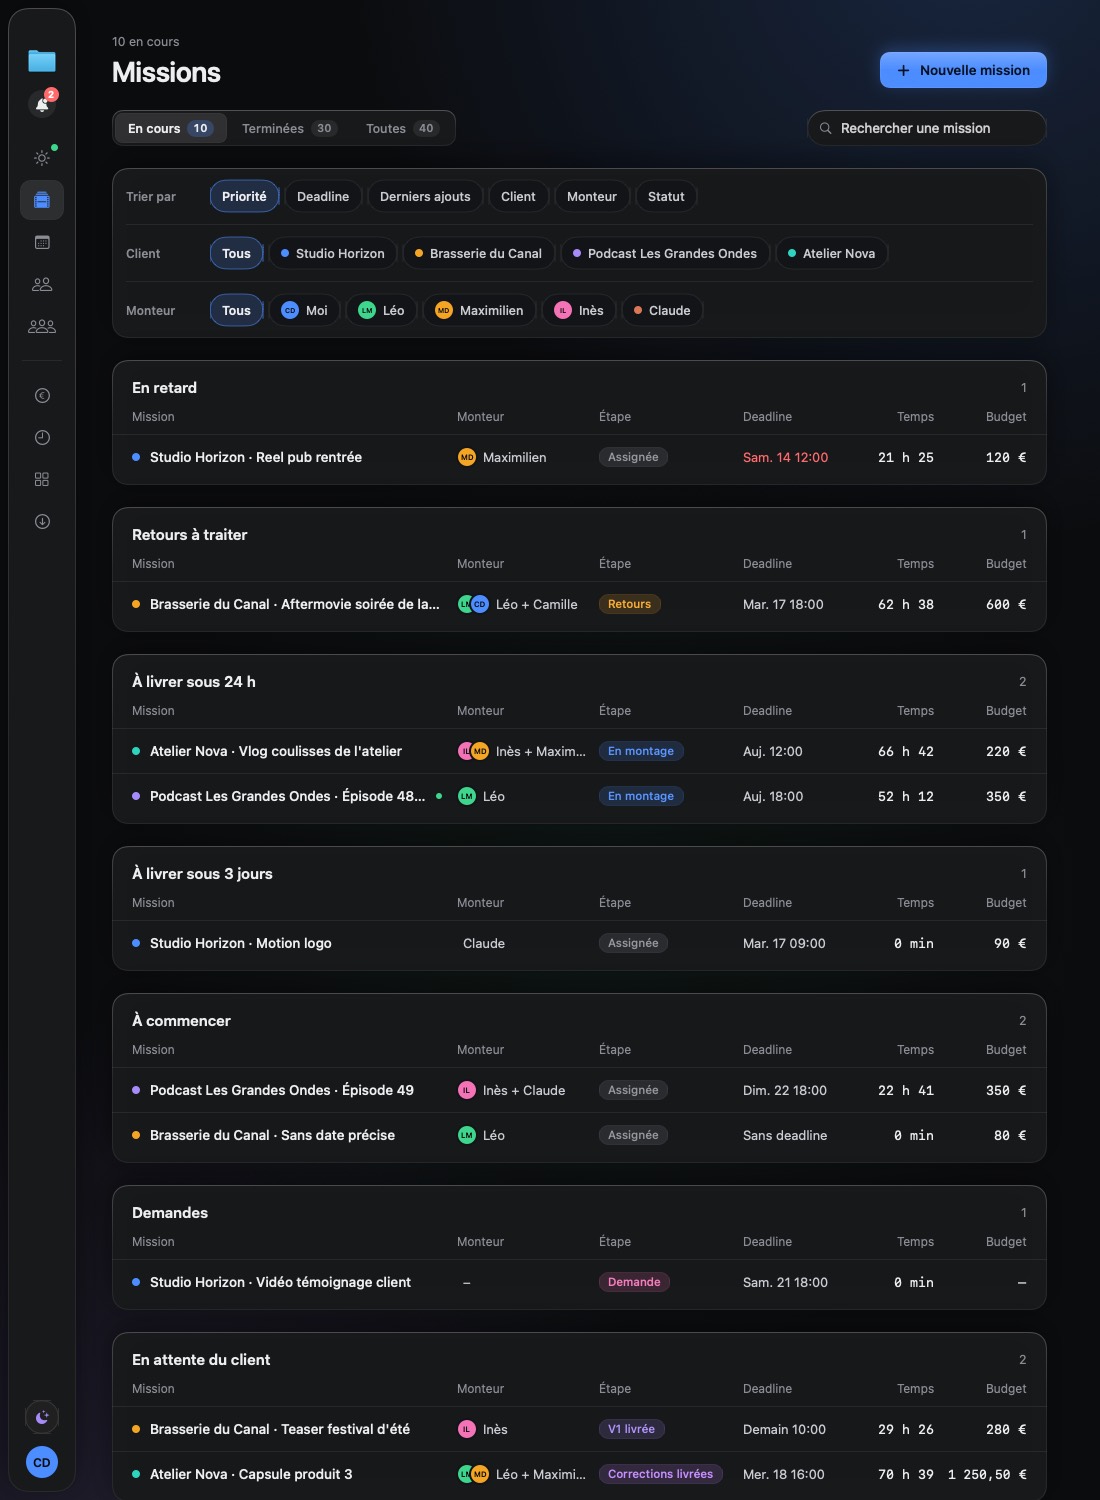 10 en cours
Missions
Nouvelle mission
2
En cours 10 Terminées 30 Toutes 40
Rechercher une mission
Trier par Priorité Deadline Derniers ajouts Client Monteur Statut
Client Tous Studio Horizon Brasserie du Canal Podcast Les Grandes Ondes Atelier Nova
Monteur Tous CD Moi LM Léo MD Maximilien IL Inès Claude
En retard 1
Mission Monteur Étape Deadline Temps Budget
Studio Horizon · Reel pub rentrée MD Maximilien Assignée Sam. 14 12:00 21 h 25 120 €
Retours à traiter 1
Mission Monteur Étape Deadline Temps Budget
Brasserie du Canal · Aftermovie soirée de la... CD Léo + Camille Retours Mar. 17 18:00 62 h 38 600 €
À livrer sous 24 h 2
Mission Monteur Étape Deadline Temps Budget
Atelier Nova · Vlog coulisses de l'atelier MD Inès + Maxim... En montage Auj. 12:00 66 h 42 220 €
Podcast Les Grandes Ondes · Épisode 48... LM Léo En montage Auj. 18:00 52 h 12 350 €
À livrer sous 3 jours 1
Mission Monteur Étape Deadline Temps Budget
Studio Horizon · Motion logo Claude Assignée Mar. 17 09:00 0 min 90 €
À commencer 2
Mission Monteur Étape Deadline Temps Budget
Podcast Les Grandes Ondes · Épisode 49 IL Inès + Claude Assignée Dim. 22 18:00 22 h 41 350 €
Brasserie du Canal · Sans date précise LM Léo Assignée Sans deadline 0 min 80 €
Demandes 1
Mission Monteur Étape Deadline Temps Budget
Studio Horizon · Vidéo témoignage client – Demande Sam. 21 18:00 0 min —
En attente du client 2
Mission Monteur Étape Deadline Temps Budget
Brasserie du Canal · Teaser festival d'été IL Inès V1 livrée Demain 10:00 29 h 26 280 €
Atelier Nova · Capsule produit 3 MD Léo + Maximi... Corrections livrées Mer. 18 16:00 70 h 39 1 250,50 €
CD